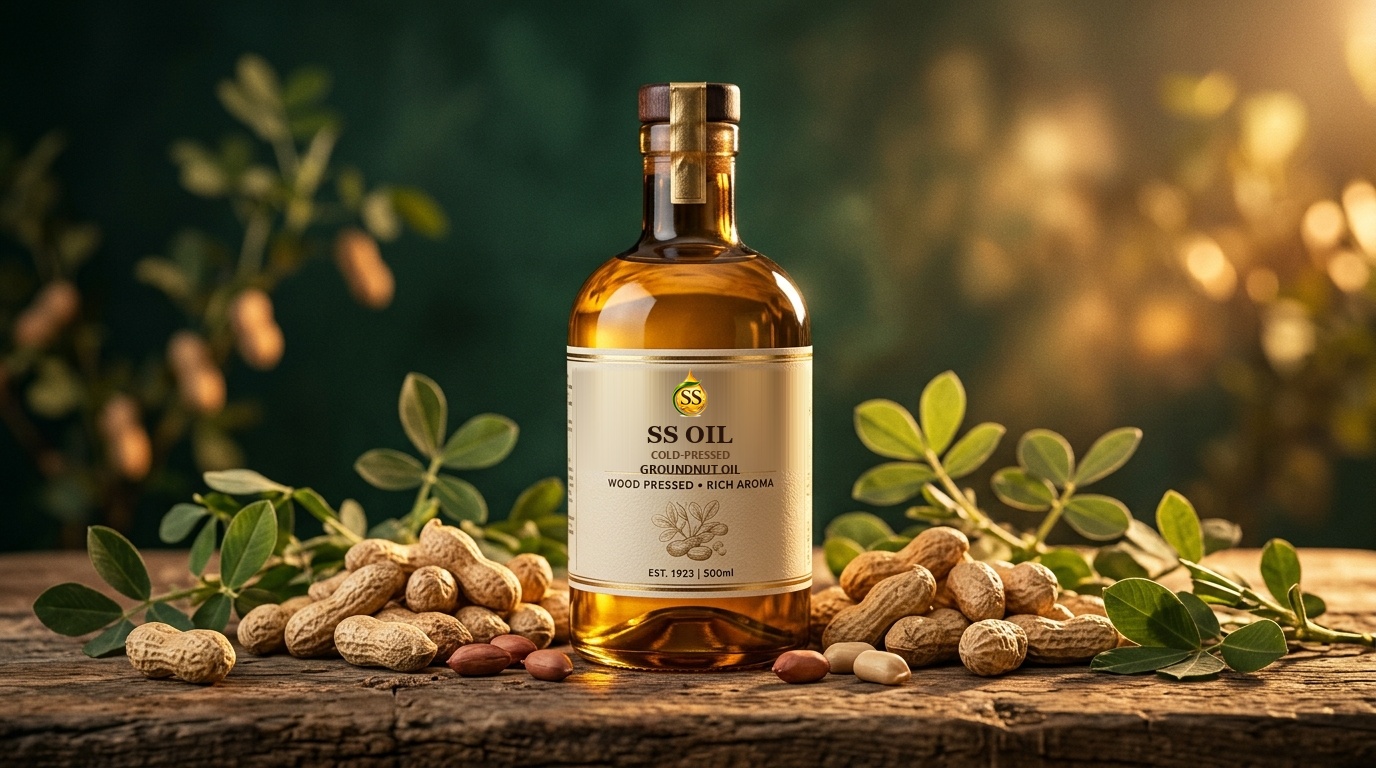 SS
SS OIL
COLD-PRESSED
GROUNDNUT OIL
WOOD PRESSED • RICH AROMA
EST. 1923 | 500ml